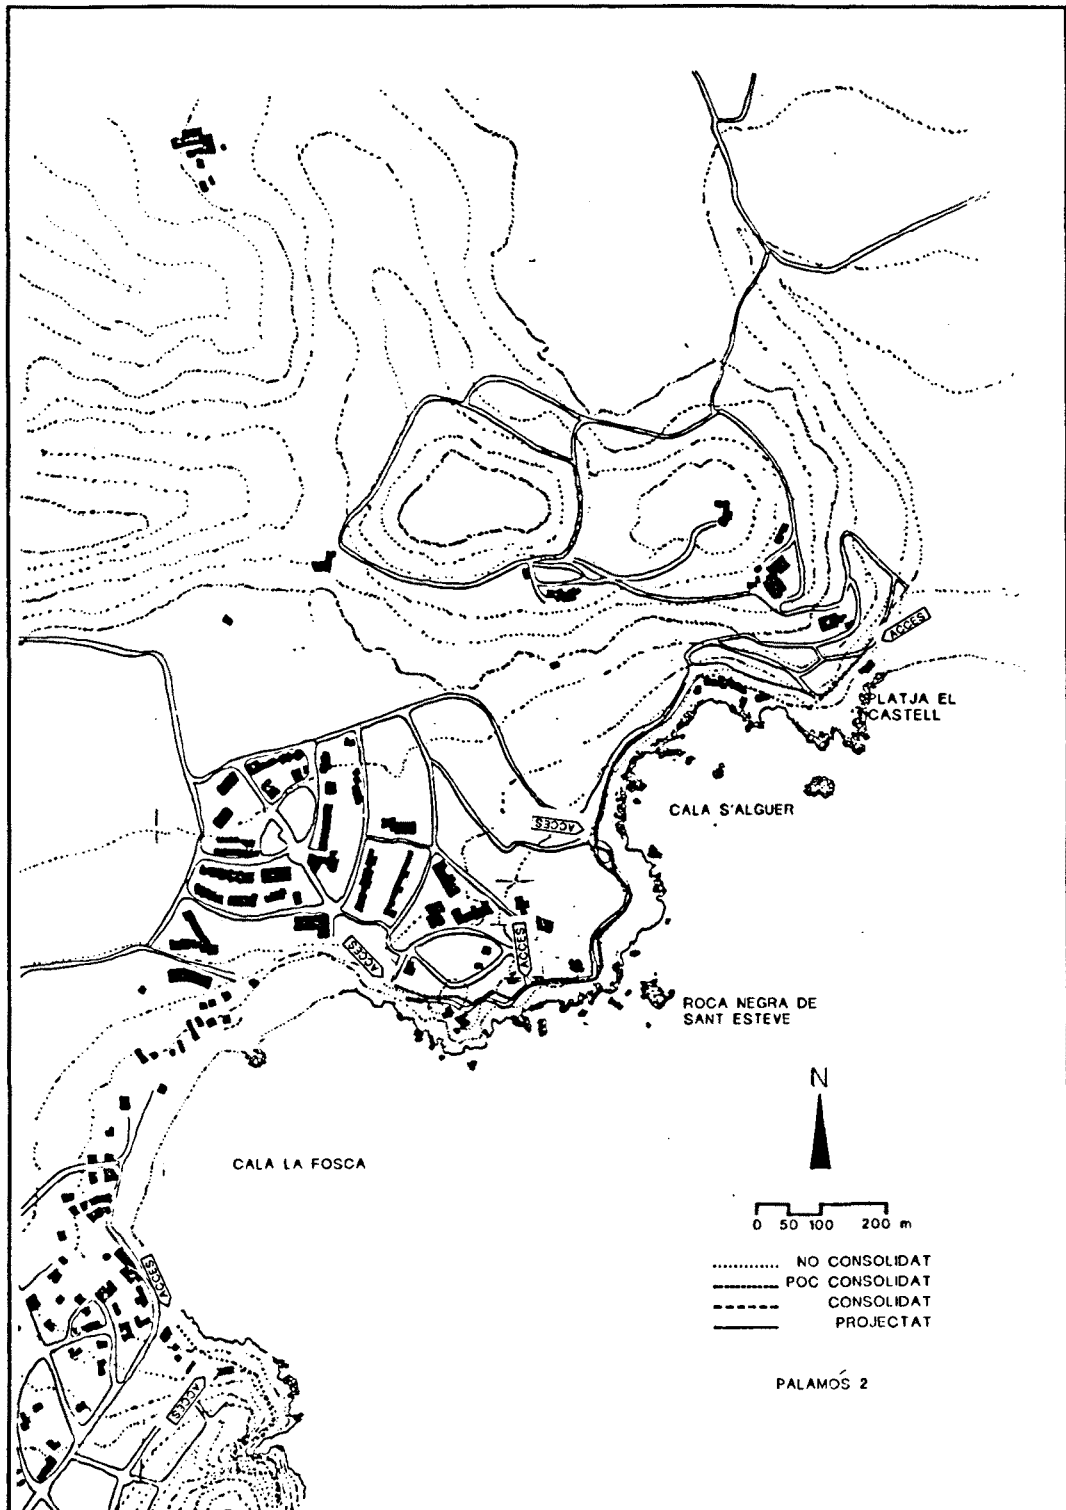 ACCES
PLATJA EL
CASTELL
CALA S'ALGUER
ACCES
ACCES
ACCES
ROCA NEGRA DE
SANT ESTEVE
N
CALA LA FOSCA
0 50 100 200 m
NO CONSOLIDAT
POC CONSOLIDAT
CONSOLIDAT
PROJECTAT
ACCES
PALAMÓS 2
ACCES